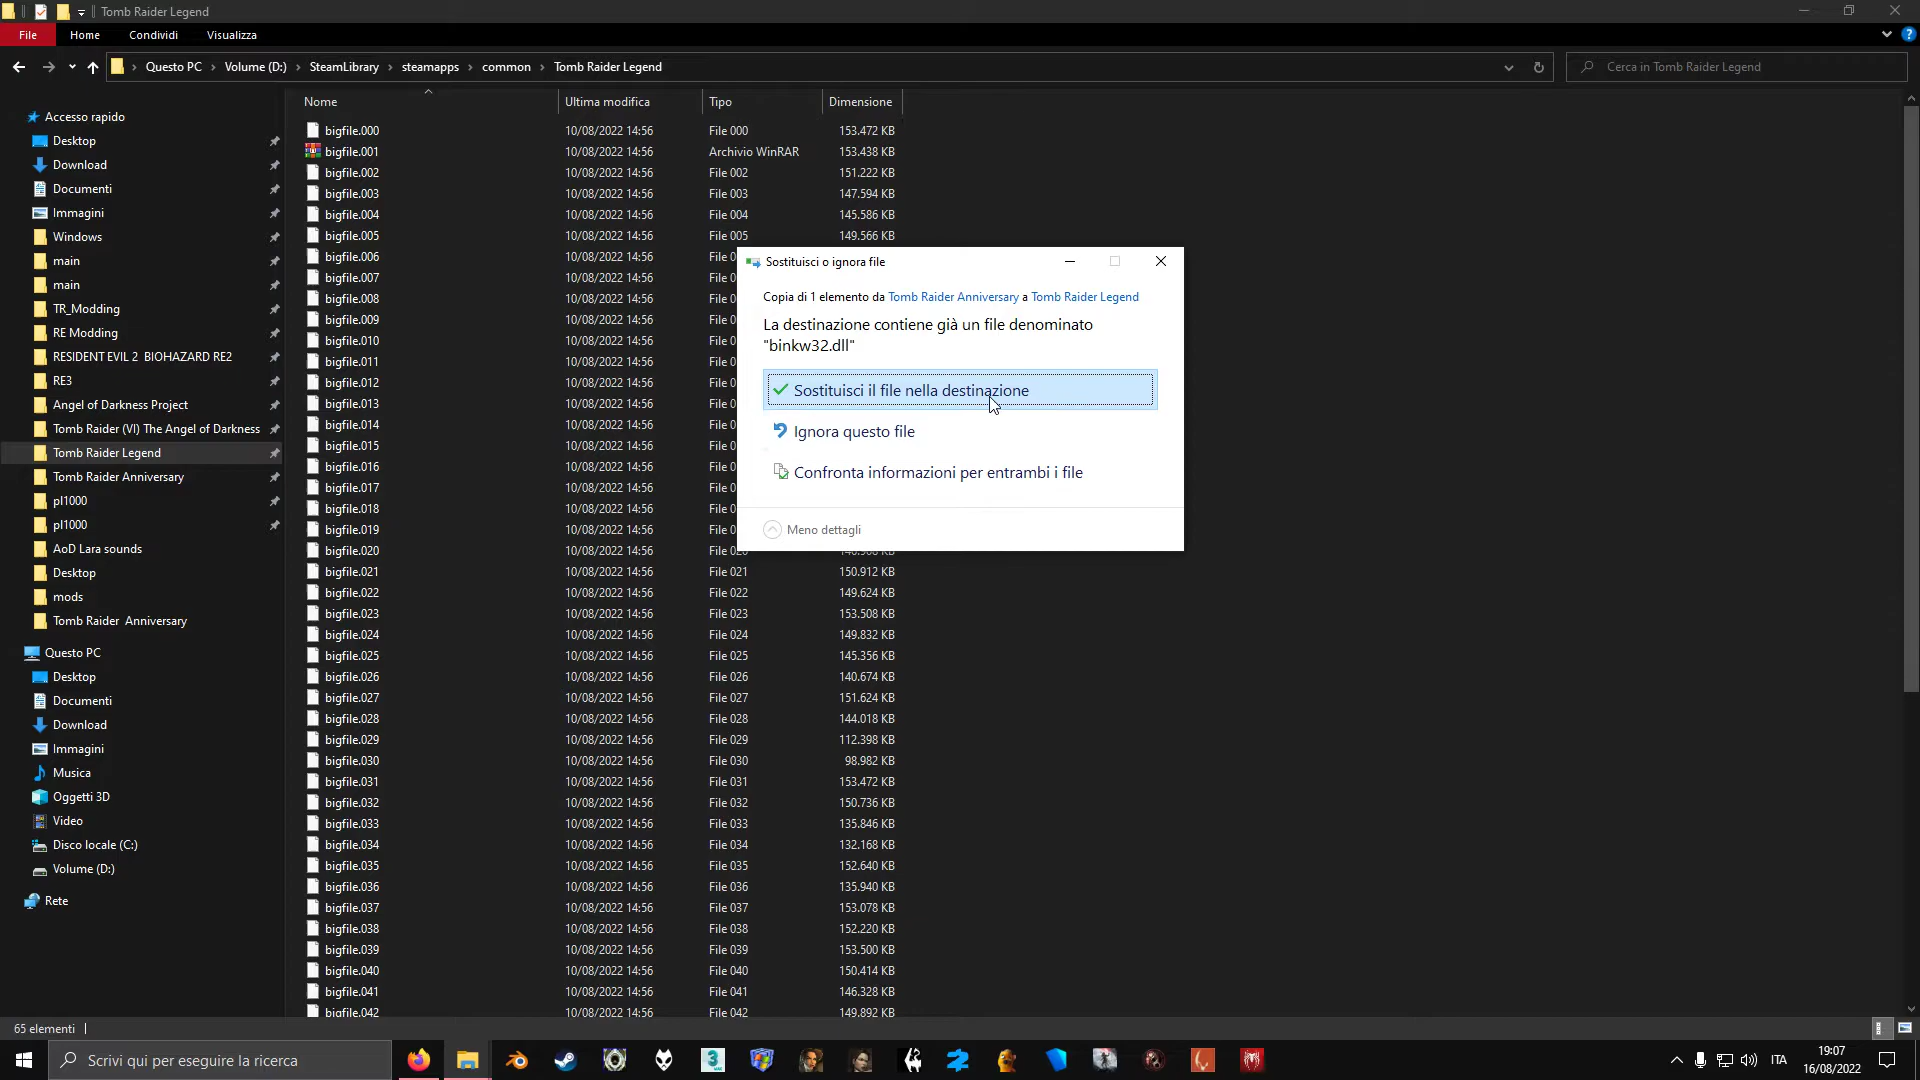 Tomb Raider Legend
File Home Condividi Visualizza
Questo PC Volume (D:) SteamLibrary steamapps common Tomb Raider Legend
Cerca in Tomb Raider Legend
Accesso rapido
Desktop
Download
Documenti
Immagini
Windows
main
main
TR_Modding
RE Modding
RESIDENT EVIL 2 BIOHAZARD RE2
RE3
Angel of Darkness Project
Tomb Raider (VI) The Angel of Darkness
Tomb Raider Legend
Tomb Raider Anniversary
pl1000
pl1000
AoD Lara sounds
Desktop
mods
Tomb Raider Anniversary
Questo PC
Desktop
Documenti
Download
Immagini
Musica
Oggetti 3D
Video
Disco locale (C:)
Volume (D:)
Rete
Nome Ultima modifica Tipo Dimensione
bigfile.000 10/08/2022 14:56 File 000 153.472 KB
bigfile.001 10/08/2022 14:56 Archivio WinRAR 153.438 KB
bigfile.002 10/08/2022 14:56 File 002 151.222 KB
bigfile.003 10/08/2022 14:56 File 003 147.594 KB
bigfile.004 10/08/2022 14:56 File 004 145.586 KB
bigfile.005 10/08/2022 14:56 File 005 149.566 KB
bigfile.006 10/08/2022 14:56 File 0
bigfile.007 10/08/2022 14:56 File 0
bigfile.008 10/08/2022 14:56 File 0
bigfile.009 10/08/2022 14:56 File 0
bigfile.010 10/08/2022 14:56 File 0
bigfile.011 10/08/2022 14:56 File 0
bigfile.012 10/08/2022 14:56 File 0
bigfile.013 10/08/2022 14:56 File 0
bigfile.014 10/08/2022 14:56 File 0
bigfile.015 10/08/2022 14:56 File 0
bigfile.016 10/08/2022 14:56 File 0
bigfile.017 10/08/2022 14:56 File 0
bigfile.018 10/08/2022 14:56 File 0
bigfile.019 10/08/2022 14:56 File 0
bigfile.020 10/08/2022 14:56 File 020
bigfile.021 10/08/2022 14:56 File 021 150.912 KB
bigfile.022 10/08/2022 14:56 File 022 149.624 KB
bigfile.023 10/08/2022 14:56 File 023 153.508 KB
bigfile.024 10/08/2022 14:56 File 024 149.832 KB
bigfile.025 10/08/2022 14:56 File 025 145.356 KB
bigfile.026 10/08/2022 14:56 File 026 140.674 KB
bigfile.027 10/08/2022 14:56 File 027 151.624 KB
bigfile.028 10/08/2022 14:56 File 028 144.018 KB
bigfile.029 10/08/2022 14:56 File 029 112.398 KB
bigfile.030 10/08/2022 14:56 File 030 98.982 KB
bigfile.031 10/08/2022 14:56 File 031 153.472 KB
bigfile.032 10/08/2022 14:56 File 032 150.736 KB
bigfile.033 10/08/2022 14:56 File 033 135.846 KB
bigfile.034 10/08/2022 14:56 File 034 132.168 KB
bigfile.035 10/08/2022 14:56 File 035 152.640 KB
bigfile.036 10/08/2022 14:56 File 036 135.940 KB
bigfile.037 10/08/2022 14:56 File 037 153.078 KB
bigfile.038 10/08/2022 14:56 File 038 152.220 KB
bigfile.039 10/08/2022 14:56 File 039 153.500 KB
bigfile.040 10/08/2022 14:56 File 040 150.414 KB
bigfile.041 10/08/2022 14:56 File 041 146.328 KB
bigfile.042 10/08/2022 14:56 File 042 149.892 KB
Sostituisci o ignora file
Copia di 1 elemento da Tomb Raider Anniversary a Tomb Raider Legend
La destinazione contiene già un file denominato
"binkw32.dll"
Sostituisci il file nella destinazione
Ignora questo file
Confronta informazioni per entrambi i file
Meno dettagli
65 elementi
Scrivi qui per eseguire la ricerca
ITA
19:07
16/08/2022